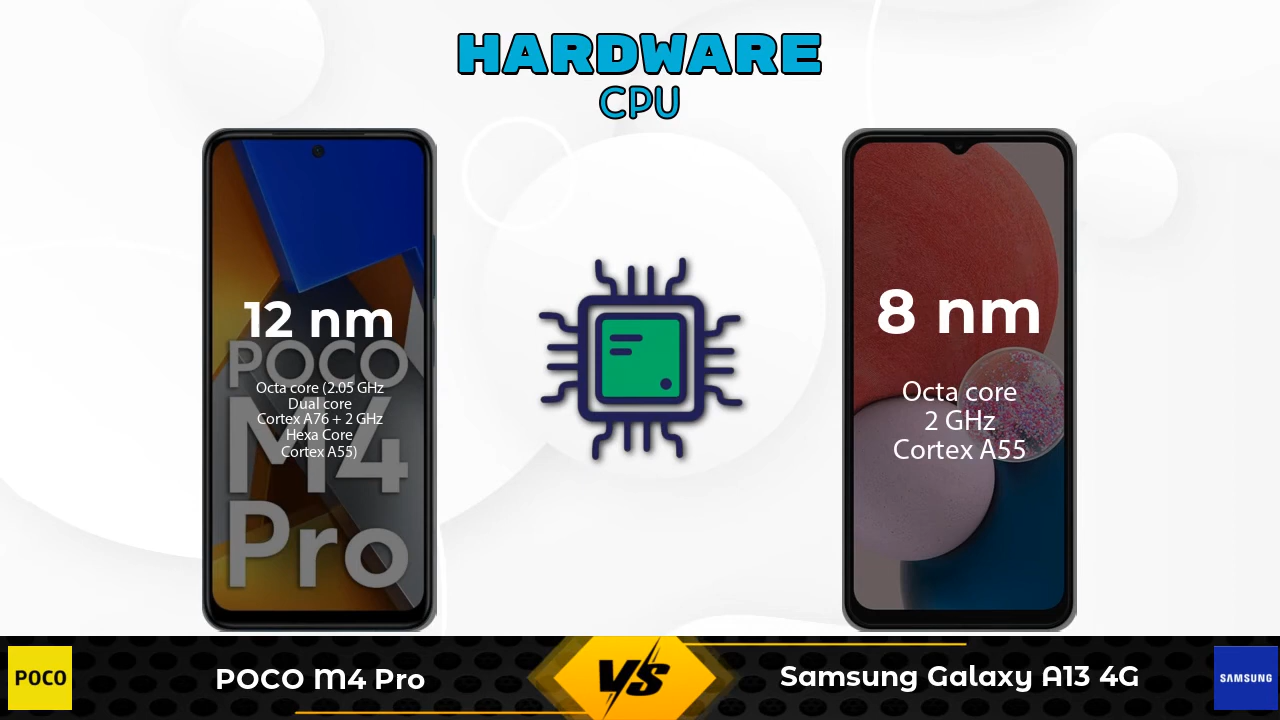 HARDWARE
CPU
12 nm
POCO
M4
Pro
Octa core (2.05 GHz
Dual core
Cortex A76 + 2 GHz
Hexa Core
Cortex A55)
8 nm
Octa core
2 GHz
Cortex A55
POCO
POCO M4 Pro
VS
Samsung Galaxy A13 4G
SAMSUNG